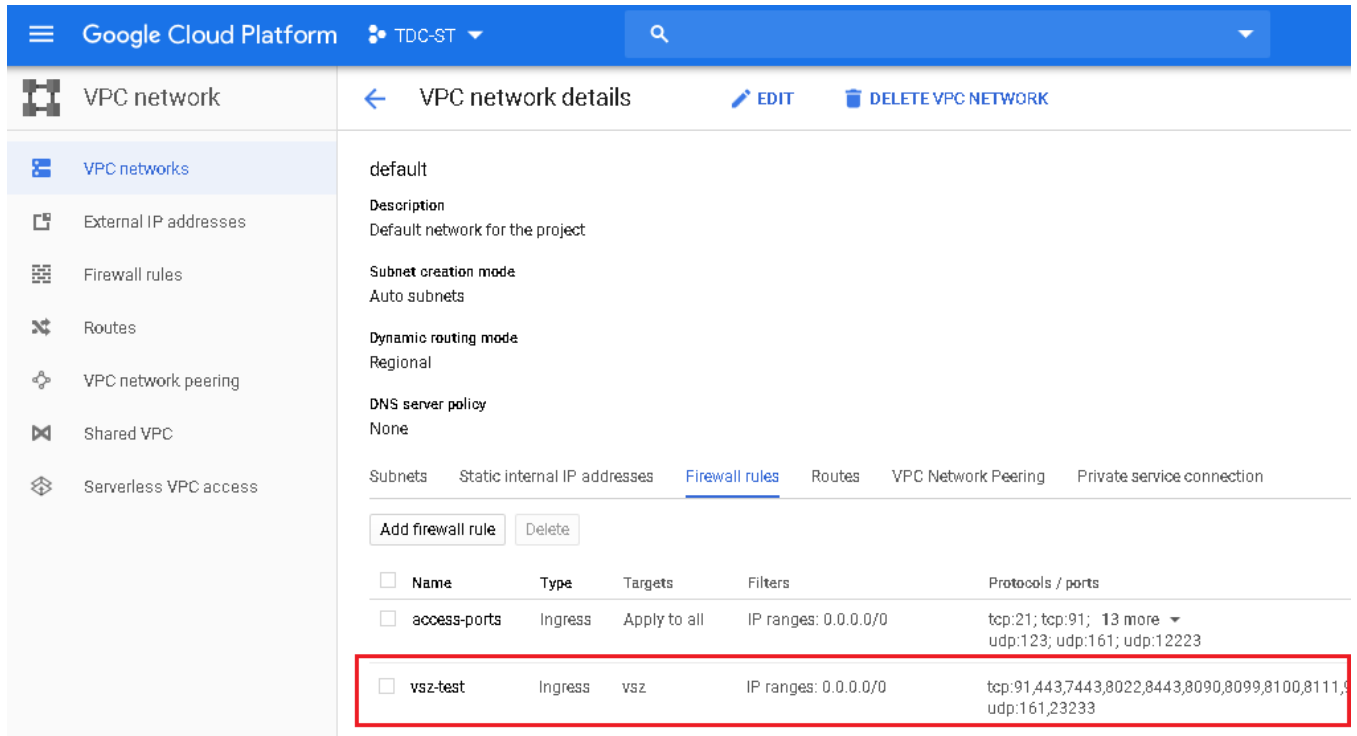 Google Cloud Platform TDC-ST
VPC network
VPC network details EDIT DELETE VPC NETWORK
VPC networks
External IP addresses
Firewall rules
Routes
VPC network peering
Shared VPC
Serverless VPC access
default
Description
Default network for the project
Subnet creation mode
Auto subnets
Dynamic routing mode
Regional
DNS server policy
None
Subnets Static internal IP addresses Firewall rules Routes VPC Network Peering Private service connection
Add firewall rule Delete
Name Type Targets Filters Protocols / ports
access-ports Ingress Apply to all IP ranges: 0.0.0.0/0 tcp:21; tcp:91; 13 more
udp:123; udp:161; udp:12223
vsz-test Ingress vsz IP ranges: 0.0.0.0/0 tcp:91,443,7443,8022,8443,8090,8099,8100,8111,
udp:161,23233